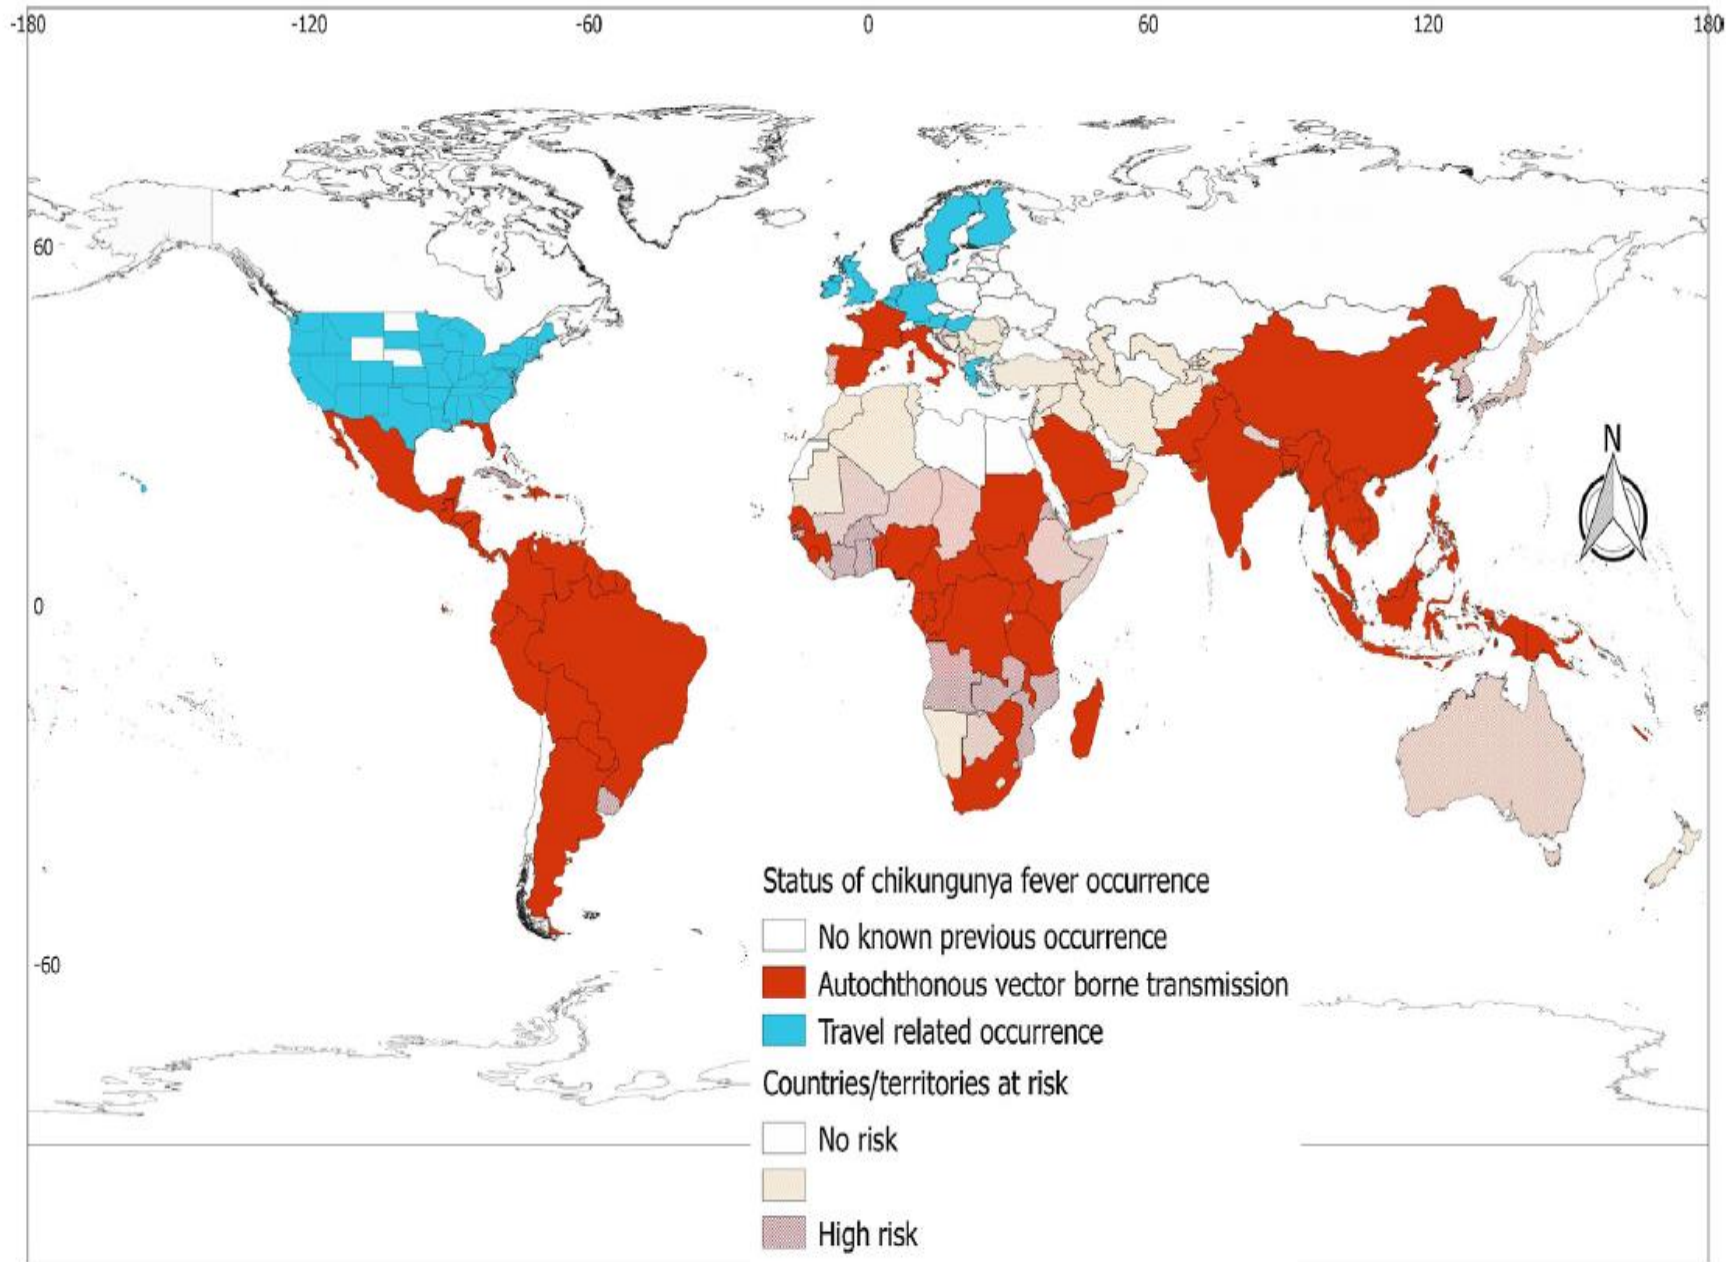 -180 -120 -60 0 60 120 180
60
N
0
-60
Status of chikungunya fever occurrence
No known previous occurrence
Autochthonous vector borne transmission
Travel related occurrence
Countries/territories at risk
No risk
High risk